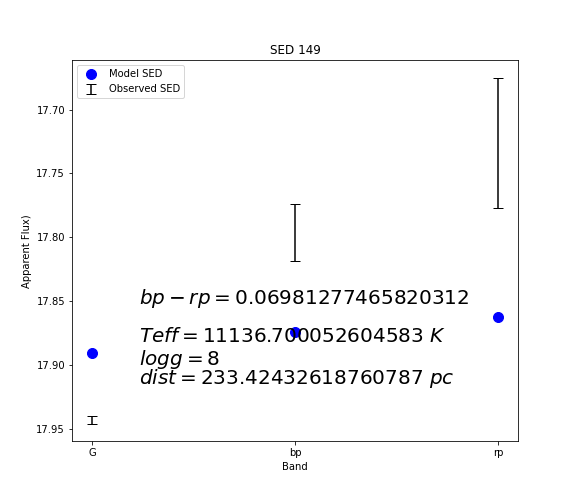 SED 149
Model SED
Observed SED
17.70
17.75
17.80
17.85
17.90
17.95
Apparent Flux)
bp − rp = 0.06981277465820312
Teff = 11136.700052604583 K
logg = 8
dist = 233.42432618760787 pc
G bp rp
Band